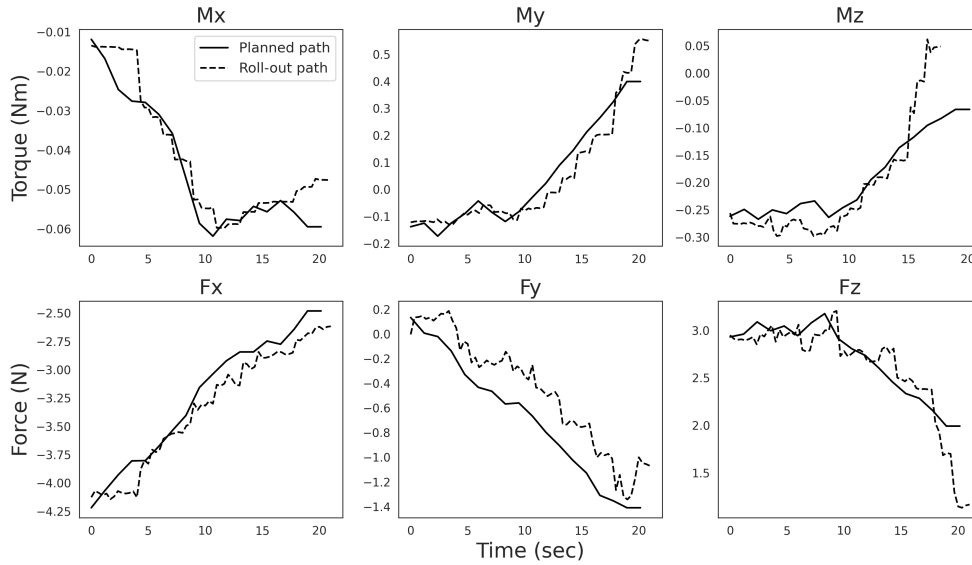 Mx
My
Mz
Planned path
Roll-out path
Torque (Nm)
−0.01
−0.02
−0.03
−0.04
−0.05
−0.06
0 5 10 15 20
0.5
0.4
0.3
0.2
0.1
0.0
−0.1
−0.2
0 5 10 15 20
0.05
0.00
−0.05
−0.10
−0.15
−0.20
−0.25
−0.30
0 5 10 15 20
Fx
Fy
Fz
Force (N)
−2.50
−2.75
−3.00
−3.25
−3.50
−3.75
−4.00
−4.25
0 5 10 15 20
0.2
0.0
−0.2
−0.4
−0.6
−0.8
−1.0
−1.2
−1.4
0 5 10 15 20
3.0
2.5
2.0
1.5
0 5 10 15 20
Time (sec)